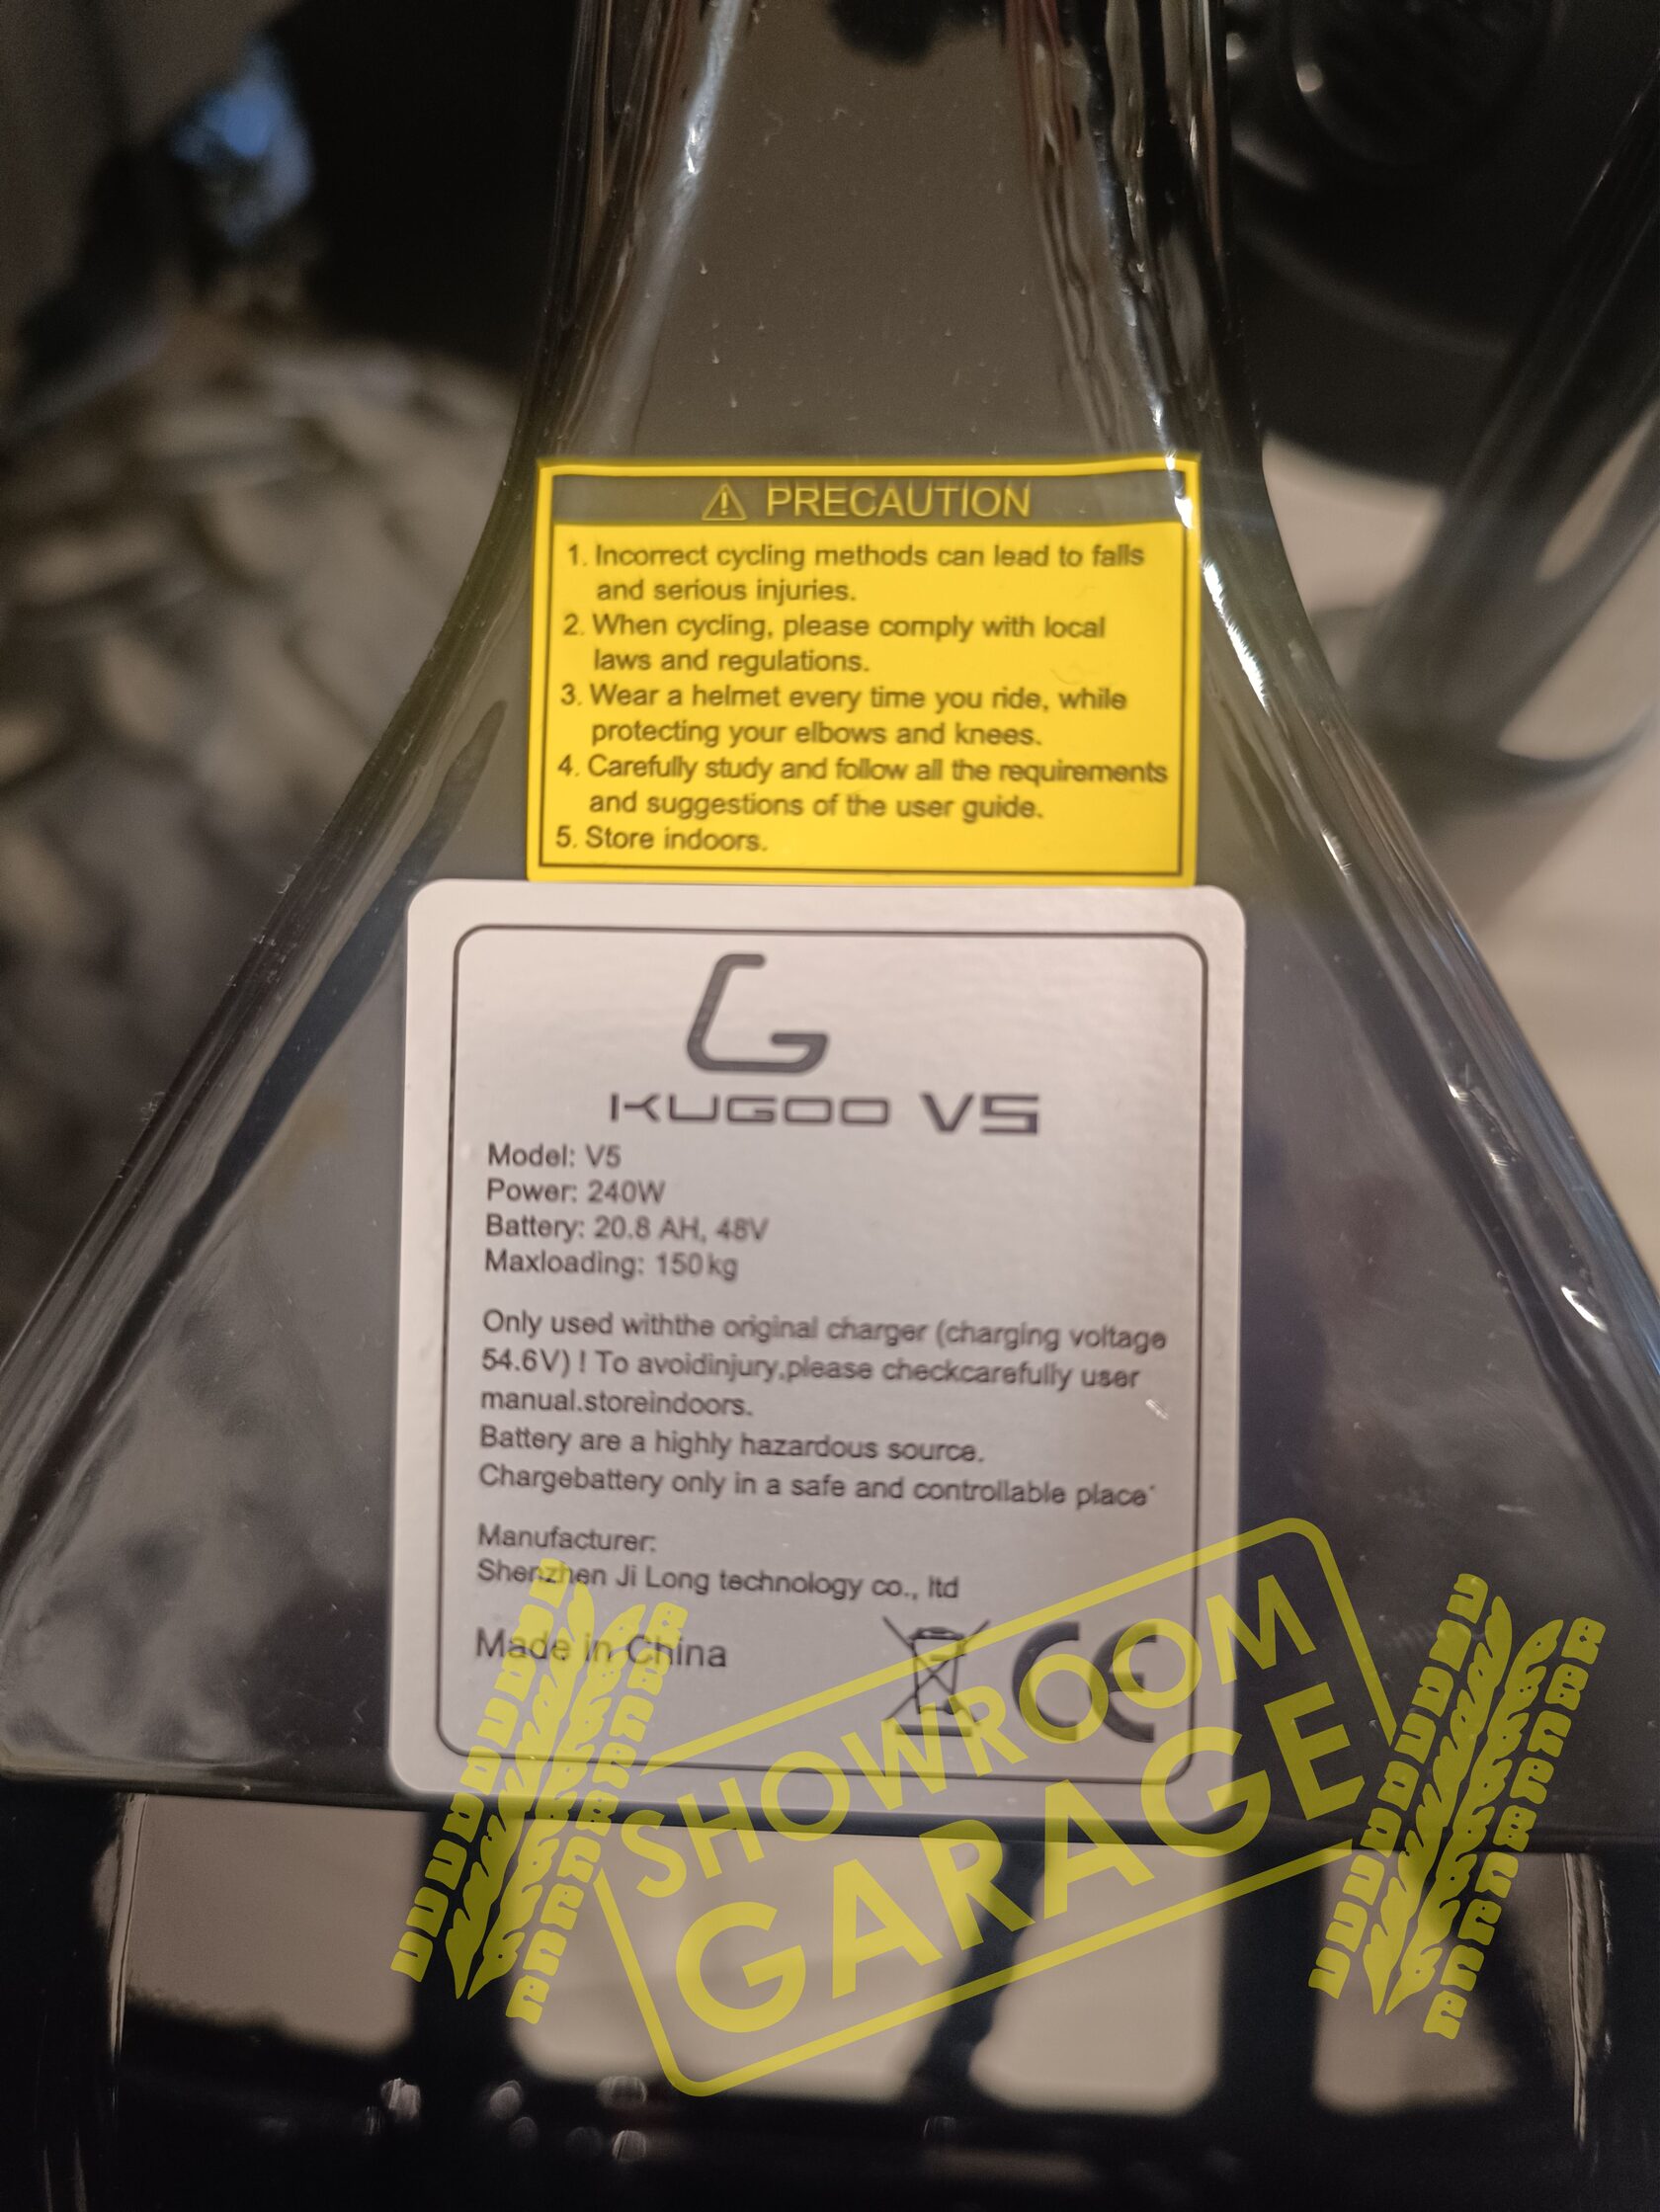 ⚠ PRECAUTION
1. Incorrect cycling methods can lead to falls
and serious injuries.
2. When cycling, please comply with local
laws and regulations.
3. Wear a helmet every time you ride, while
protecting your elbows and knees.
4. Carefully study and follow all the requirements
and suggestions of the user guide.
5. Store indoors.
KUGOO V5
Model: V5
Power: 240W
Battery: 20.8 AH, 48V
Maxloading: 150kg
Only used withthe original charger (charging voltage
54.6V) ! To avoidinjury,please checkcarefully user
manual.storeindoors.
Battery are a highly hazardous source.
Chargebattery only in a safe and controllable place
Manufacturer:
Shenzhen Ji Long technology co., ltd
Made in China
CE
SHOWROOM
GARAGE